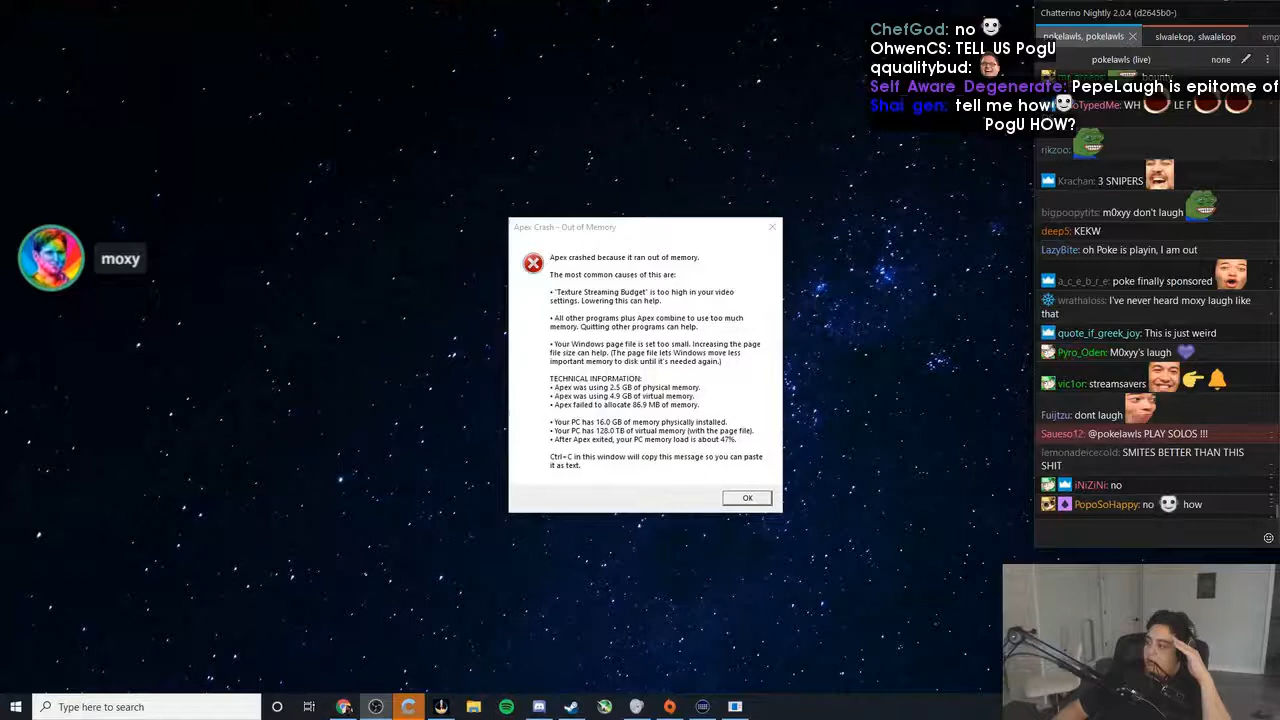 Chatterino Nightly 2.0.4 (d2645b0~)
pokelawls, pokelawls
slwalekop, slwalekop
pokelawls (live)
none
ChefGod: no
OhwenCS: TELL US PogU
qqualitybud:
Self_Aware_Degenerate: PepeLaugh is epitome of
Shai_gen: tell me how
PogU HOW?
oTypedMe: WH LE F
rikzoo:
Krachan: 3 SNIPERS
bigpoopytits: m0xyy don't laugh
deep5: KEKW
LazyBite: oh Poke is playin, I am out
a_c_e_b_r_e: poke finally sponsored
wrathaloss: I've never heard moxy laugh like
that
quote_if_greek_joy: This is just weird
Pyro_Oden: M0xyy's laugh
vic1or: streamsavers
Fuijtzu: dont laugh
Saueso12: @pokelawls PLAY SOLOS !!!
lemonadeicecold: SMITES BETTER THAN THIS
SHIT
iNiZiNi: no
PopoSoHappy: no how
moxy
Apex Crash - Out of Memory
Apex crashed because it ran out of memory.
The most common causes of this are:
• 'Texture Streaming Budget' is too high in your video
settings. Lowering this can help.
• All other programs plus Apex combine to use too much
memory. Quitting other programs can help.
• Your Windows page file is set too small. Increasing the page
file size can help. (The page file lets Windows move less
important memory to disk until it's needed again.)
TECHNICAL INFORMATION:
• Apex was using 2.5 GB of physical memory.
• Apex was using 4.9 GB of virtual memory.
• Apex failed to allocate 86.9 MB of memory.
• Your PC has 16.0 GB of memory physically installed.
• Your PC has 128.0 TB of virtual memory (with the page file).
• After Apex exited, your PC memory load is about 47%.
Ctrl+C in this window will copy this message so you can paste
it as text.
OK
Type here to search